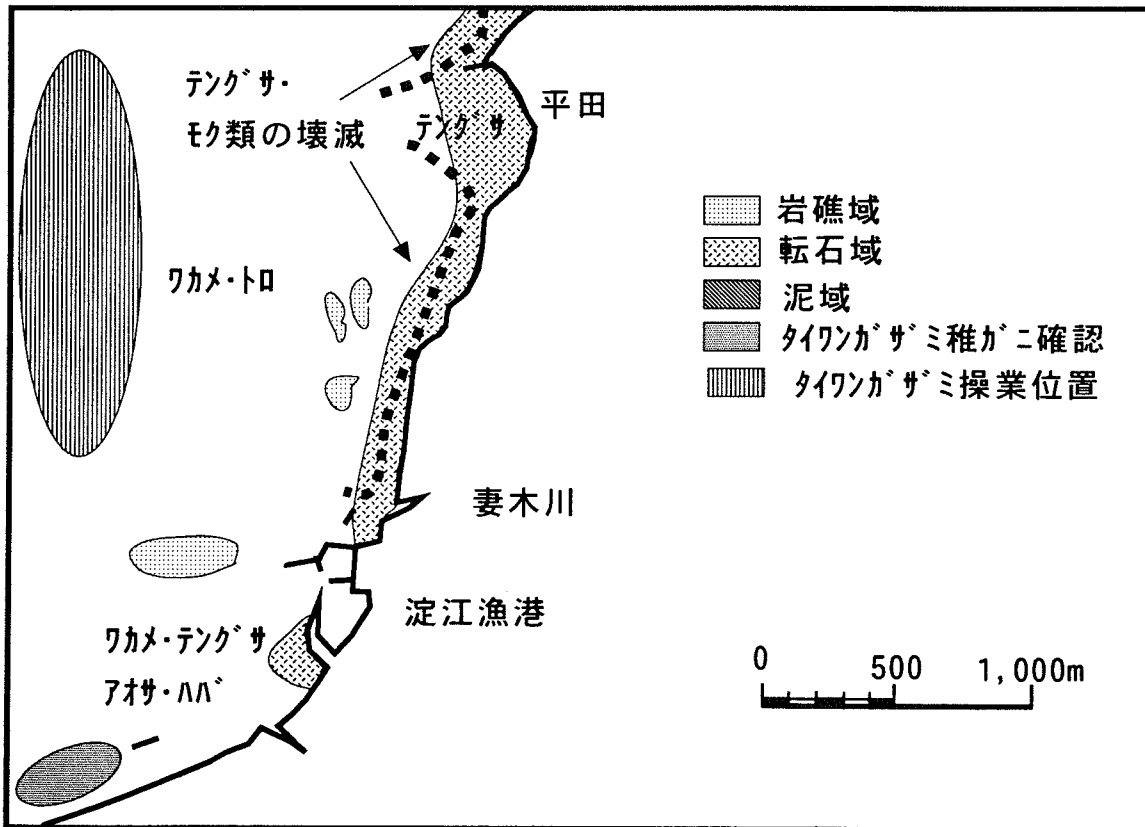 ﾃﾝｸﾞｻ・
ﾓｸ類の壊滅
ﾃﾝｸﾞｻ
平田
ﾜｶﾒ・ﾄﾛ
岩礁域
転石域
泥域
ﾀｲﾜﾝｶﾞｻﾞﾐ稚ｶﾞﾆ確認
ﾀｲﾜﾝｶﾞｻﾞﾐ操業位置
妻木川
淀江漁港
ﾜｶﾒ・ﾃﾝｸﾞｻ
ｱｵｻ・ﾊﾊﾞ
0 500 1,000m